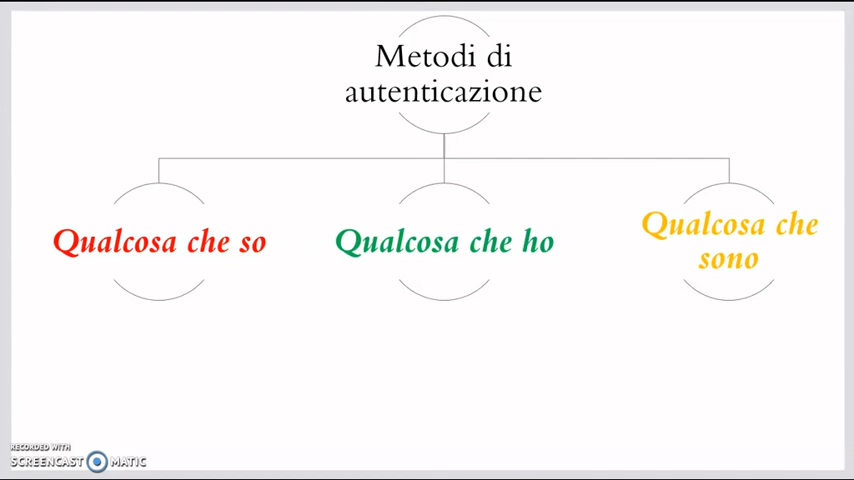 Metodi di
autenticazione
Qualcosa che so
Qualcosa che ho
Qualcosa che
sono
RECORDED WITH
SCREENCAST MATIC